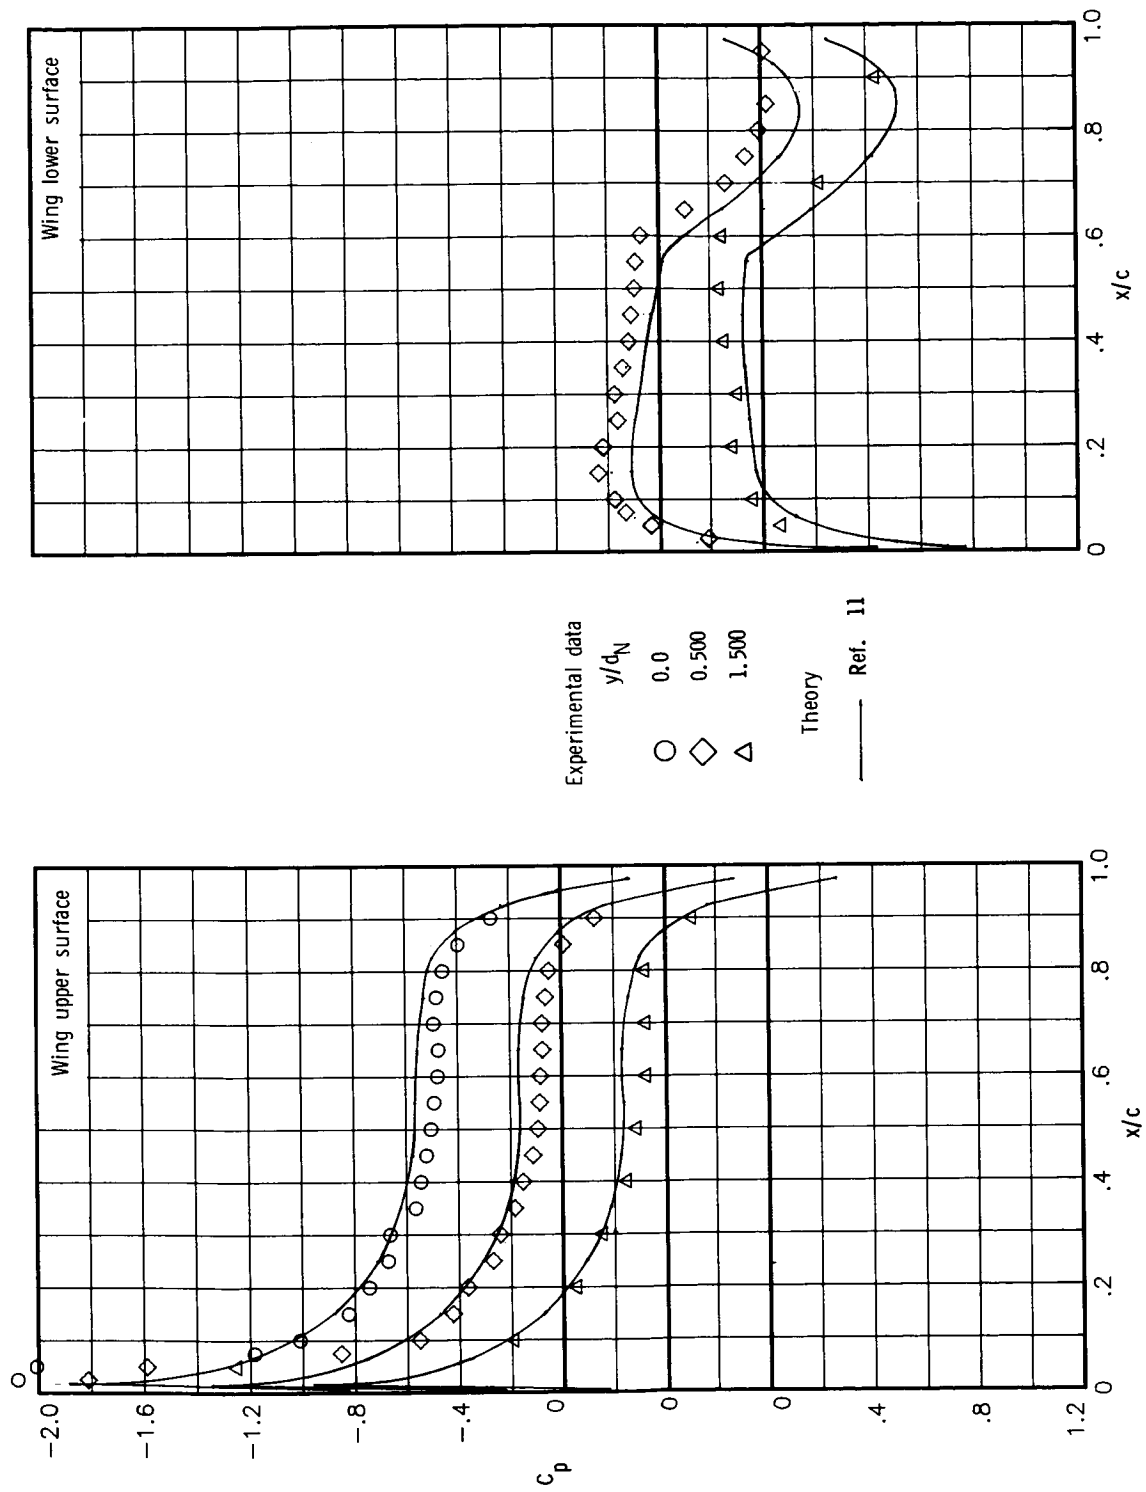 Wing upper surface
−2.0
−1.6
−1.2
−.8
−.4
0
0
0
.4
.8
1.2
C_p
0
.2
.4
.6
.8
1.0
x/c
Experimental data
y/d_N
○ 0.0
◇ 0.500
△ 1.500
Theory
—— Ref. 11
Wing lower surface
0
.2
.4
.6
.8
1.0
x/c